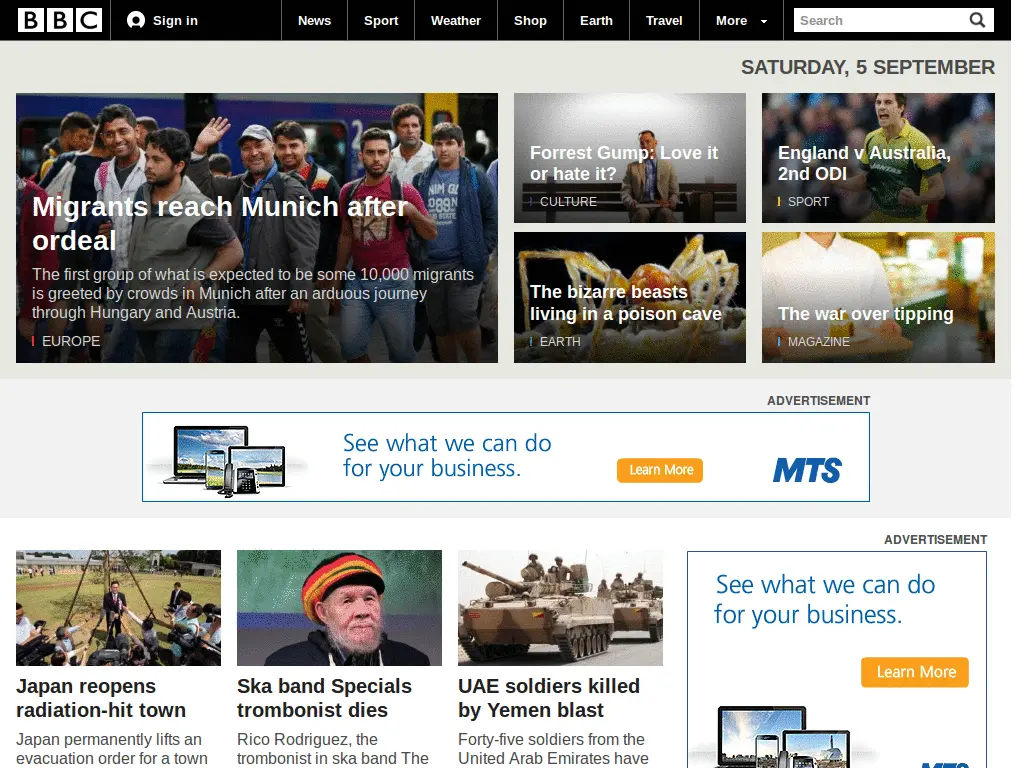 BBC
Sign in
News
Sport
Weather
Shop
Earth
Travel
More
Search
SATURDAY, 5 SEPTEMBER
Migrants reach Munich after
ordeal
The first group of what is expected to be some 10,000 migrants
is greeted by crowds in Munich after an arduous journey
through Hungary and Austria.
EUROPE
Forrest Gump: Love it
or hate it?
CULTURE
England v Australia,
2nd ODI
SPORT
The bizarre beasts
living in a poison cave
EARTH
The war over tipping
MAGAZINE
ADVERTISEMENT
See what we can do
for your business.
Learn More
MTS
Japan reopens
radiation-hit town
Japan permanently lifts an
evacuation order for a town
Ska band Specials
trombonist dies
Rico Rodriguez, the
trombonist in ska band The
UAE soldiers killed
by Yemen blast
Forty-five soldiers from the
United Arab Emirates have
ADVERTISEMENT
See what we can do
for your business.
Learn More
MTS